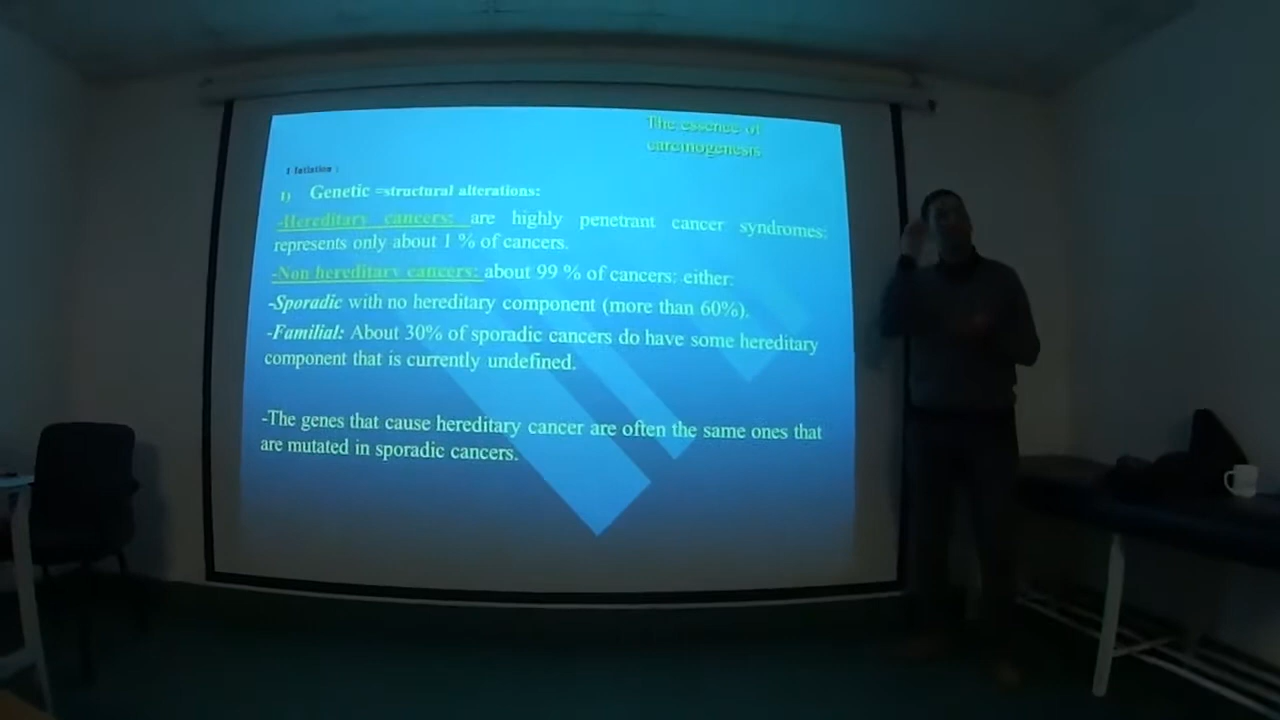 The essence of
carcinogenesis
I- Intiation :
1) Genetic =structural alterations:
-Hereditary cancers: are highly penetrant cancer syndromes;
represents only about 1 % of cancers.
-Non hereditary cancers: about 99 % of cancers; either:
-Sporadic with no hereditary component (more than 60%).
-Familial: About 30% of sporadic cancers do have some hereditary
component that is currently undefined.
-The genes that cause hereditary cancer are often the same ones that
are mutated in sporadic cancers.